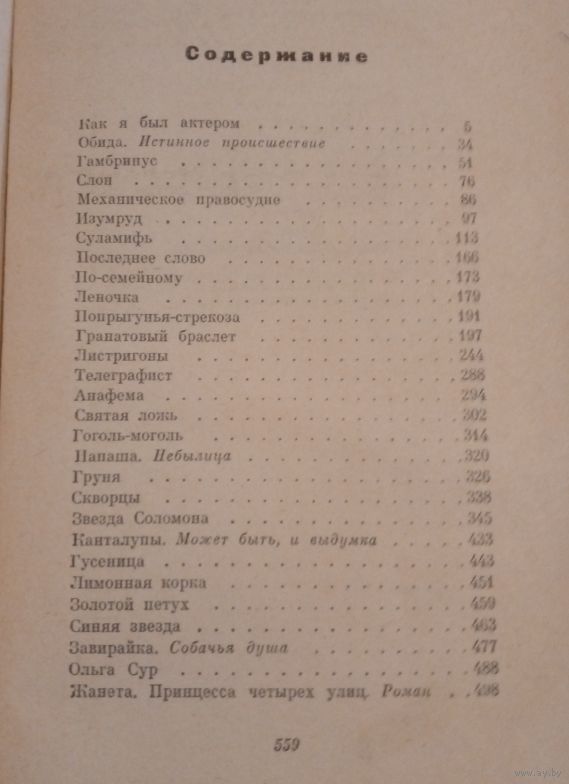 Содержание
Как я был актером . . . . . . . . . . . . 5
Обида. Истинное происшествие . . . . . . . 34
Гамбринус . . . . . . . . . . . . . . . 51
Слон . . . . . . . . . . . . . . . . . 76
Механическое правосудие . . . . . . . . . 86
Изумруд . . . . . . . . . . . . . . . . 97
Суламифь . . . . . . . . . . . . . . . 113
Последнее слово . . . . . . . . . . . . . 166
По-семейному . . . . . . . . . . . . . . 173
Леночка . . . . . . . . . . . . . . . . 179
Попрыгунья-стрекоза . . . . . . . . . . . 191
Гранатовый браслет . . . . . . . . . . . 197
Листригоны . . . . . . . . . . . . . . 244
Телеграфист . . . . . . . . . . . . . . 288
Анафема . . . . . . . . . . . . . . . . 294
Святая ложь . . . . . . . . . . . . . . 302
Гоголь-моголь . . . . . . . . . . . . . 314
Папаша. Небылица . . . . . . . . . . . . 320
Груня . . . . . . . . . . . . . . . . . 326
Скворцы . . . . . . . . . . . . . . . . 338
Звезда Соломона . . . . . . . . . . . . 345
Канталупы. Может быть, и выдумка . . . . . 433
Гусеница . . . . . . . . . . . . . . . . 443
Лимонная корка . . . . . . . . . . . . . 451
Золотой петух . . . . . . . . . . . . . 459
Синяя звезда . . . . . . . . . . . . . . 463
Завирайка. Собачья душа . . . . . . . . . 477
Ольга Сур . . . . . . . . . . . . . . . 488
Жанета. Принцесса четырех улиц. Роман . . 498
559
www.ay.by